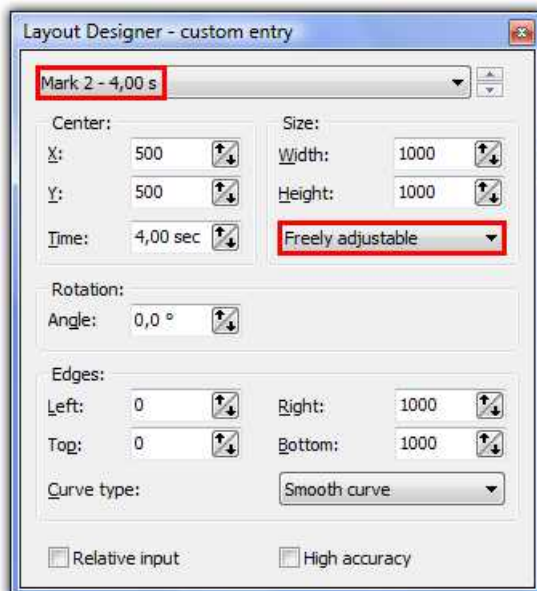 Layout Designer - custom entry
Mark 2 - 4,00 s
Center: Size:
X: 500 Width: 1000
Y: 500 Height: 1000
Time: 4,00 sec Freely adjustable
Rotation:
Angle: 0,0 °
Edges:
Left: 0 Right: 1000
Top: 0 Bottom: 1000
Curve type: Smooth curve
Relative input High accuracy